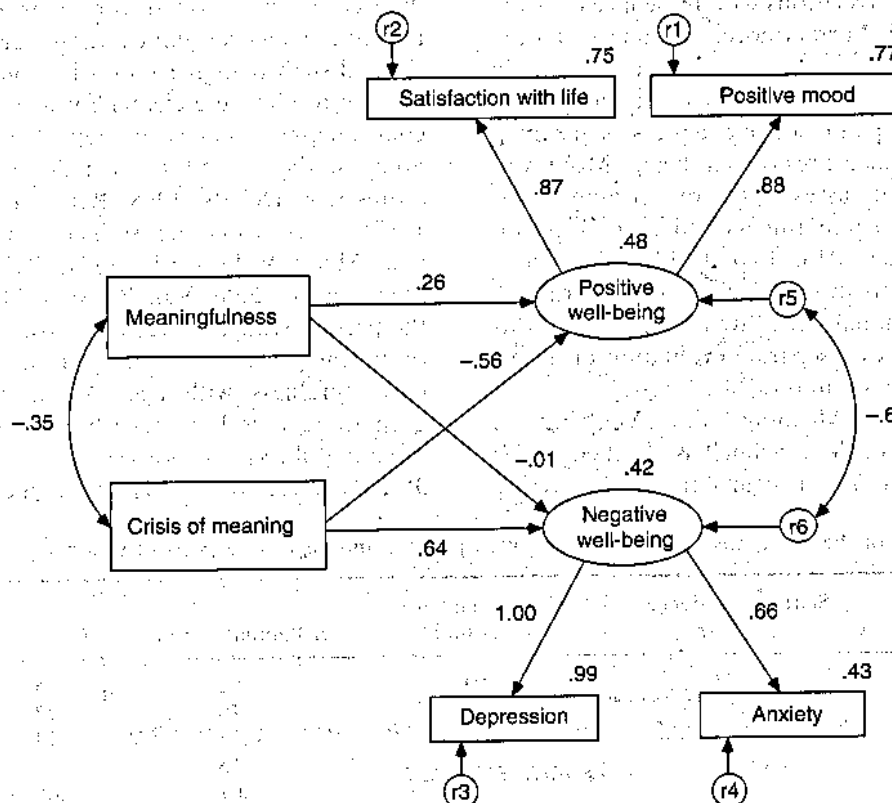 r2
r1
.75
.77
Satisfaction with life
Positive mood
.87
.88
.48
.26
Positive
well-being
r5
Meaningfulness
-.56
-.35
-.6
-.01
.42
Crisis of meaning
Negative
well-being
r6
.64
1.00
.66
.99
.43
Depression
Anxiety
r3
r4